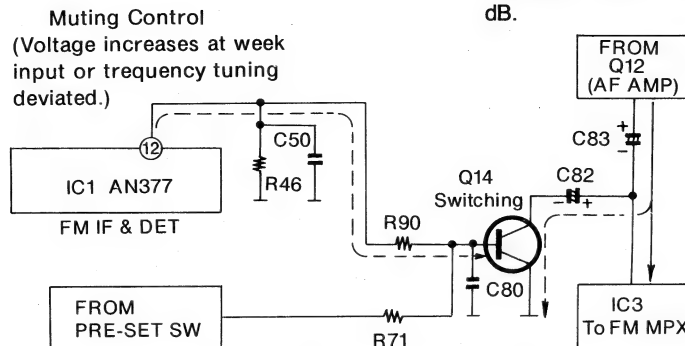 Muting Control
(Voltage increases at week
input or trequency tuning
deviated.)
dB.
FROM
Q12
(AF AMP)
12
C50
R46
IC1 AN377
FM IF & DET
C83
+
−
Q14
Switching
C82
− +
R90
C80
FROM
PRE-SET SW
R71
IC3
To FM MPX